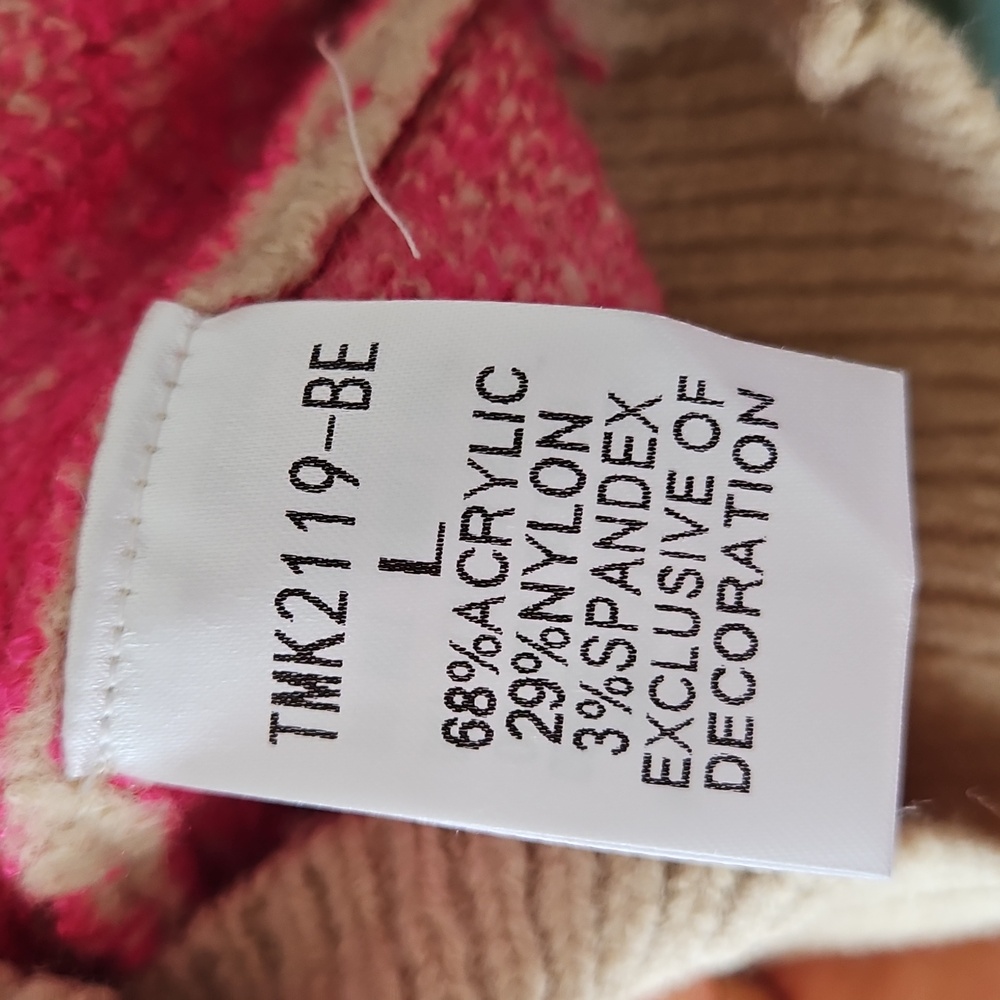 TMK2119-BE
L
68%ACRYLIC
29%NYLON
3%SPANDEX
EXCLUSIVE OF
DECORATION